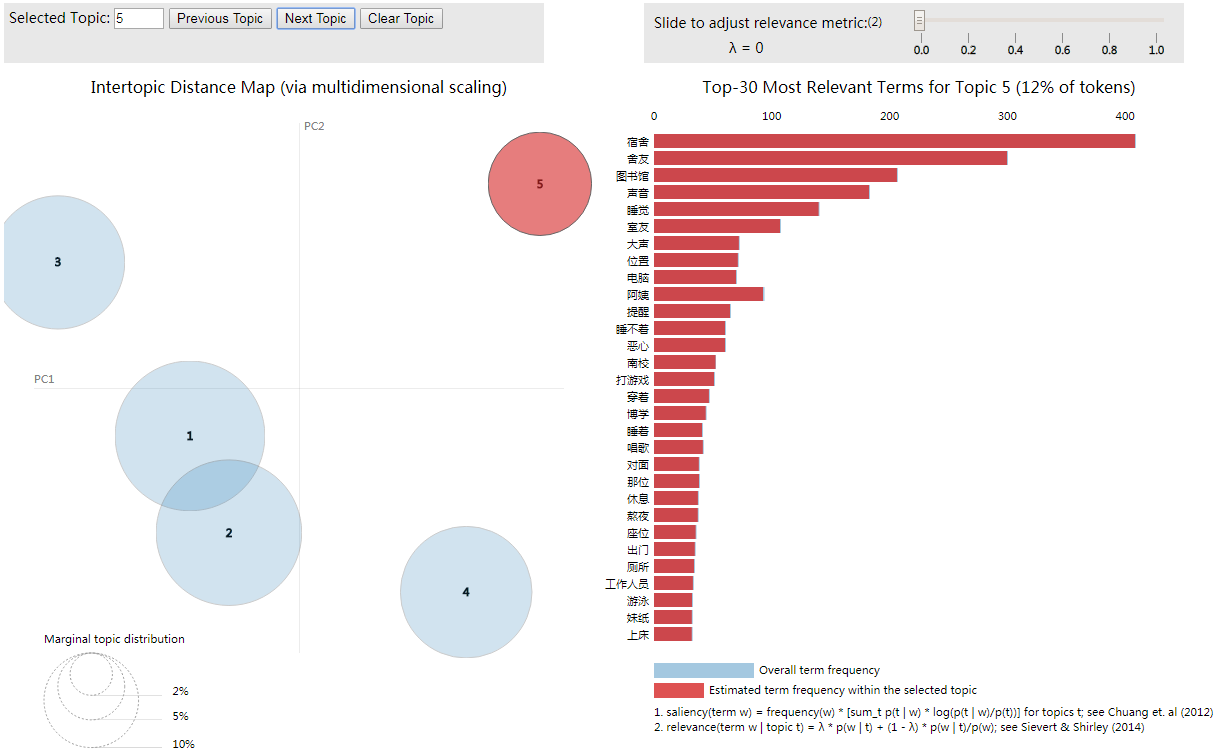 Selected Topic: 5 Previous Topic Next Topic Clear Topic
Slide to adjust relevance metric:(2)
λ = 0
0.0 0.2 0.4 0.6 0.8 1.0
Intertopic Distance Map (via multidimensional scaling)
PC2
PC1
5
3
1
2
4
Marginal topic distribution
2%
5%
10%
Top-30 Most Relevant Terms for Topic 5 (12% of tokens)
0 100 200 300 400
宿舍
舍友
图书馆
声音
睡觉
室友
大声
位置
电脑
阿姨
提醒
睡不着
恶心
南校
打游戏
穿着
博学
睡着
唱歌
对面
那位
休息
熬夜
座位
出门
厕所
工作人员
游泳
妹纸
上床
Overall term frequency
Estimated term frequency within the selected topic
1. saliency(term w) = frequency(w) * [sum_t p(t | w) * log(p(t | w)/p(t))] for topics t; see Chuang et. al (2012)
2. relevance(term w | topic t) = λ * p(w | t) + (1 - λ) * p(w | t)/p(w); see Sievert & Shirley (2014)